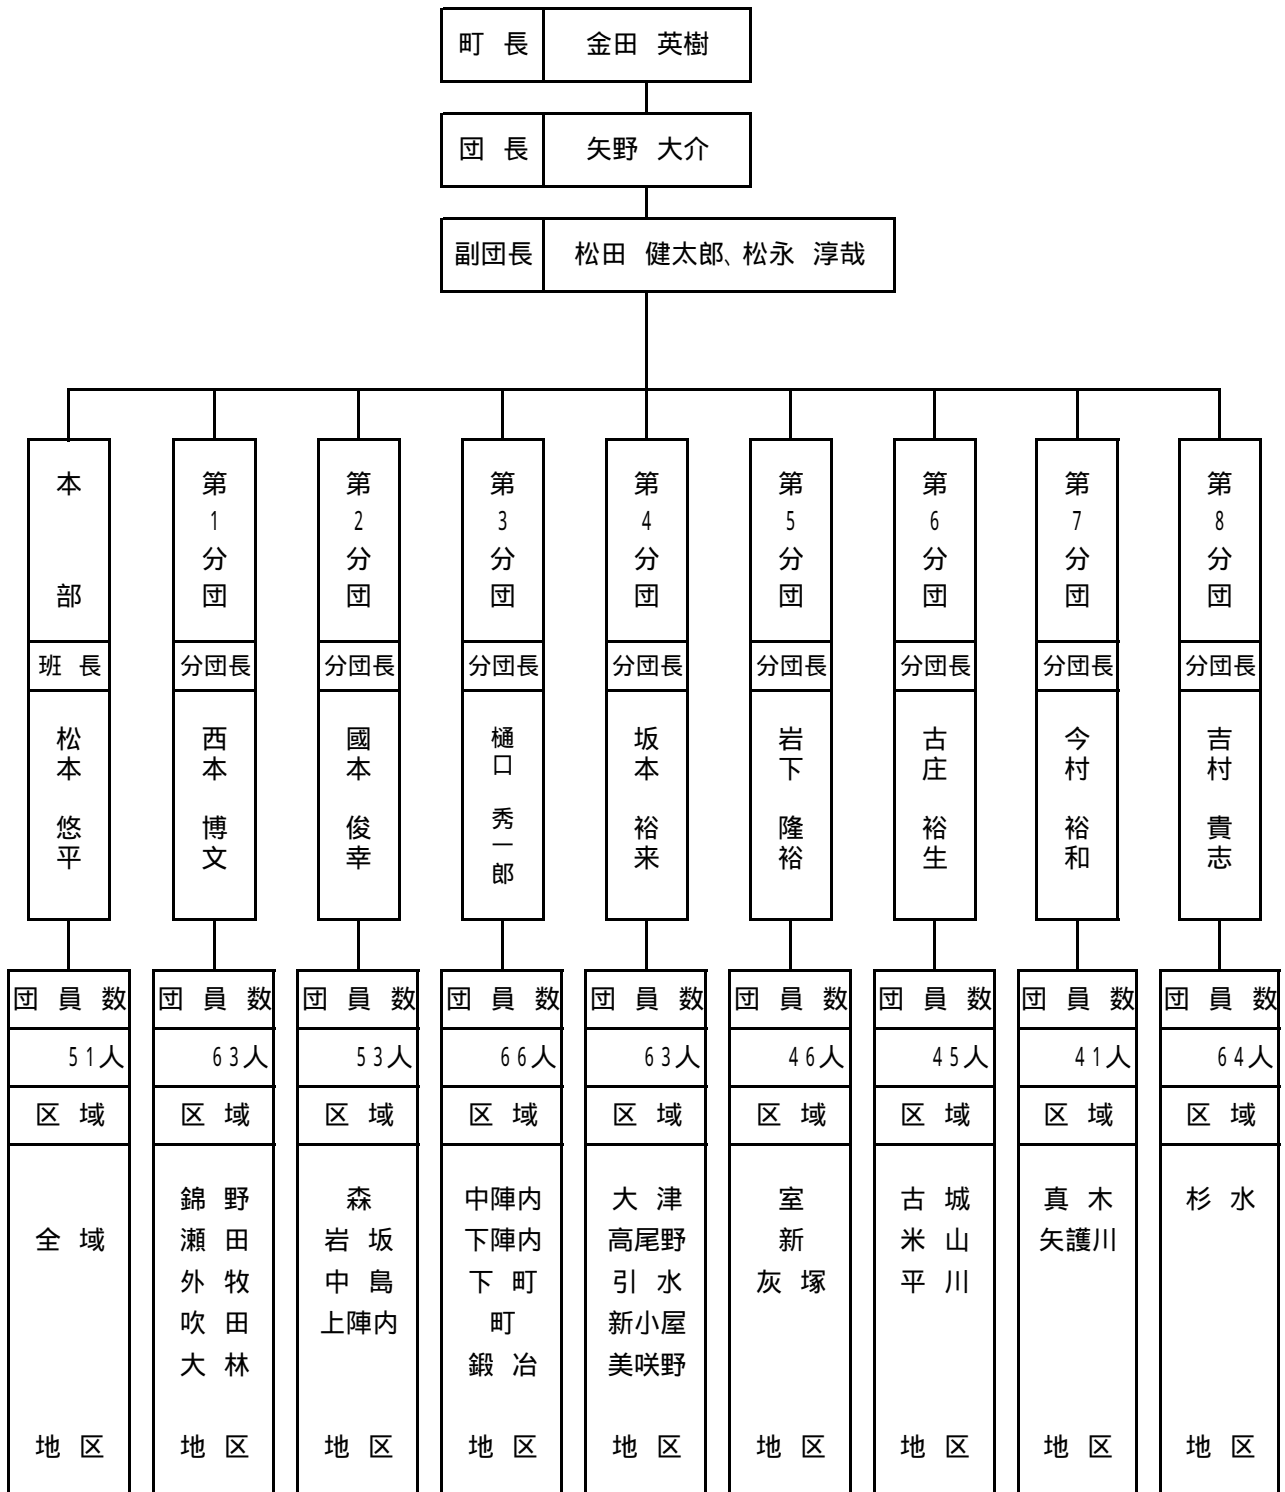 町 長 金田 英樹
団 長 矢野 大介
副団長 松田 健太郎、松永 淳哉
本部
班 長
松本 悠平
団 員 数
51人
区 域
全 域
地 区
第1分団
分団長
西本 博文
団 員 数
63人
区 域
錦 野
瀬 田
外 牧
吹 田
大 林
地 区
第2分団
分団長
國本 俊幸
団 員 数
53人
区 域
森
岩 坂
中 島
上陣内
地 区
第3分団
分団長
樋口 秀一郎
団 員 数
66人
区 域
中陣内
下陣内
下 町
町
鍛 冶
地 区
第4分団
分団長
坂本 裕来
団 員 数
63人
区 域
大 津
高尾野
引 水
新小屋
美咲野
地 区
第5分団
分団長
岩下 隆裕
団 員 数
46人
区 域
室
新
灰 塚
地 区
第6分団
分団長
古庄 裕生
団 員 数
45人
区 域
古 城
米 山
平 川
地 区
第7分団
分団長
今村 裕和
団 員 数
41人
区 域
真 木
矢護川
地 区
第8分団
分団長
吉村 貴志
団 員 数
64人
区 域
杉 水
地 区